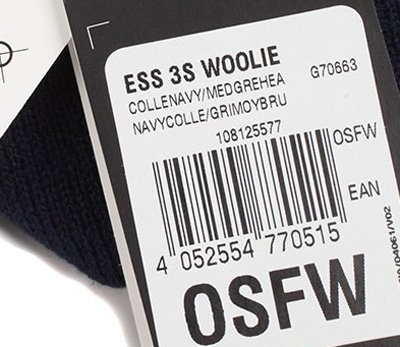 ESS 3S WOOLIE G70663
COLLENAVY/MEDGREHEA
NAVYCOLLE/GRIMOYBRU
108125577
OSFW
EAN
4 052554 770515
OSFW